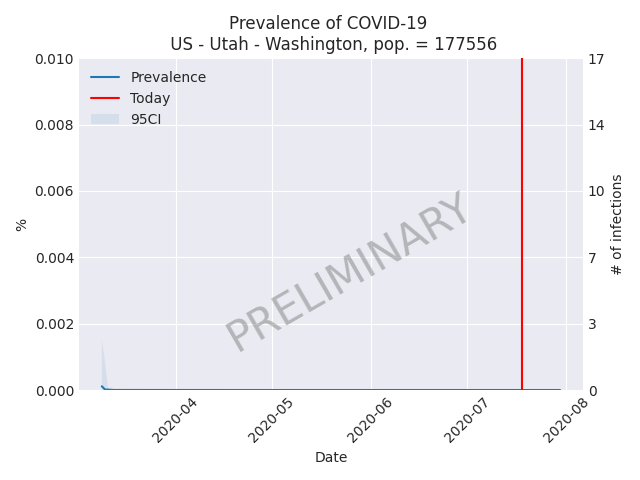 Prevalence of COVID-19
US - Utah - Washington, pop. = 177556
Prevalence
Today
95CI
0.010
0.008
0.006
0.004
0.002
0.000
%
17
14
10
7
3
0
# of infections
PRELIMINARY
2020-04
2020-05
2020-06
2020-07
2020-08
Date